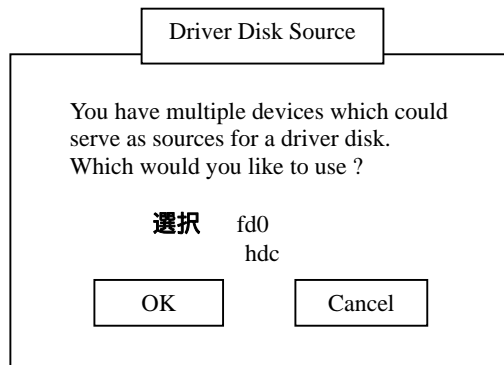 Driver Disk Source
You have multiple devices which could
serve as sources for a driver disk.
Which would you like to use ?
選択 fd0
hdc
OK Cancel